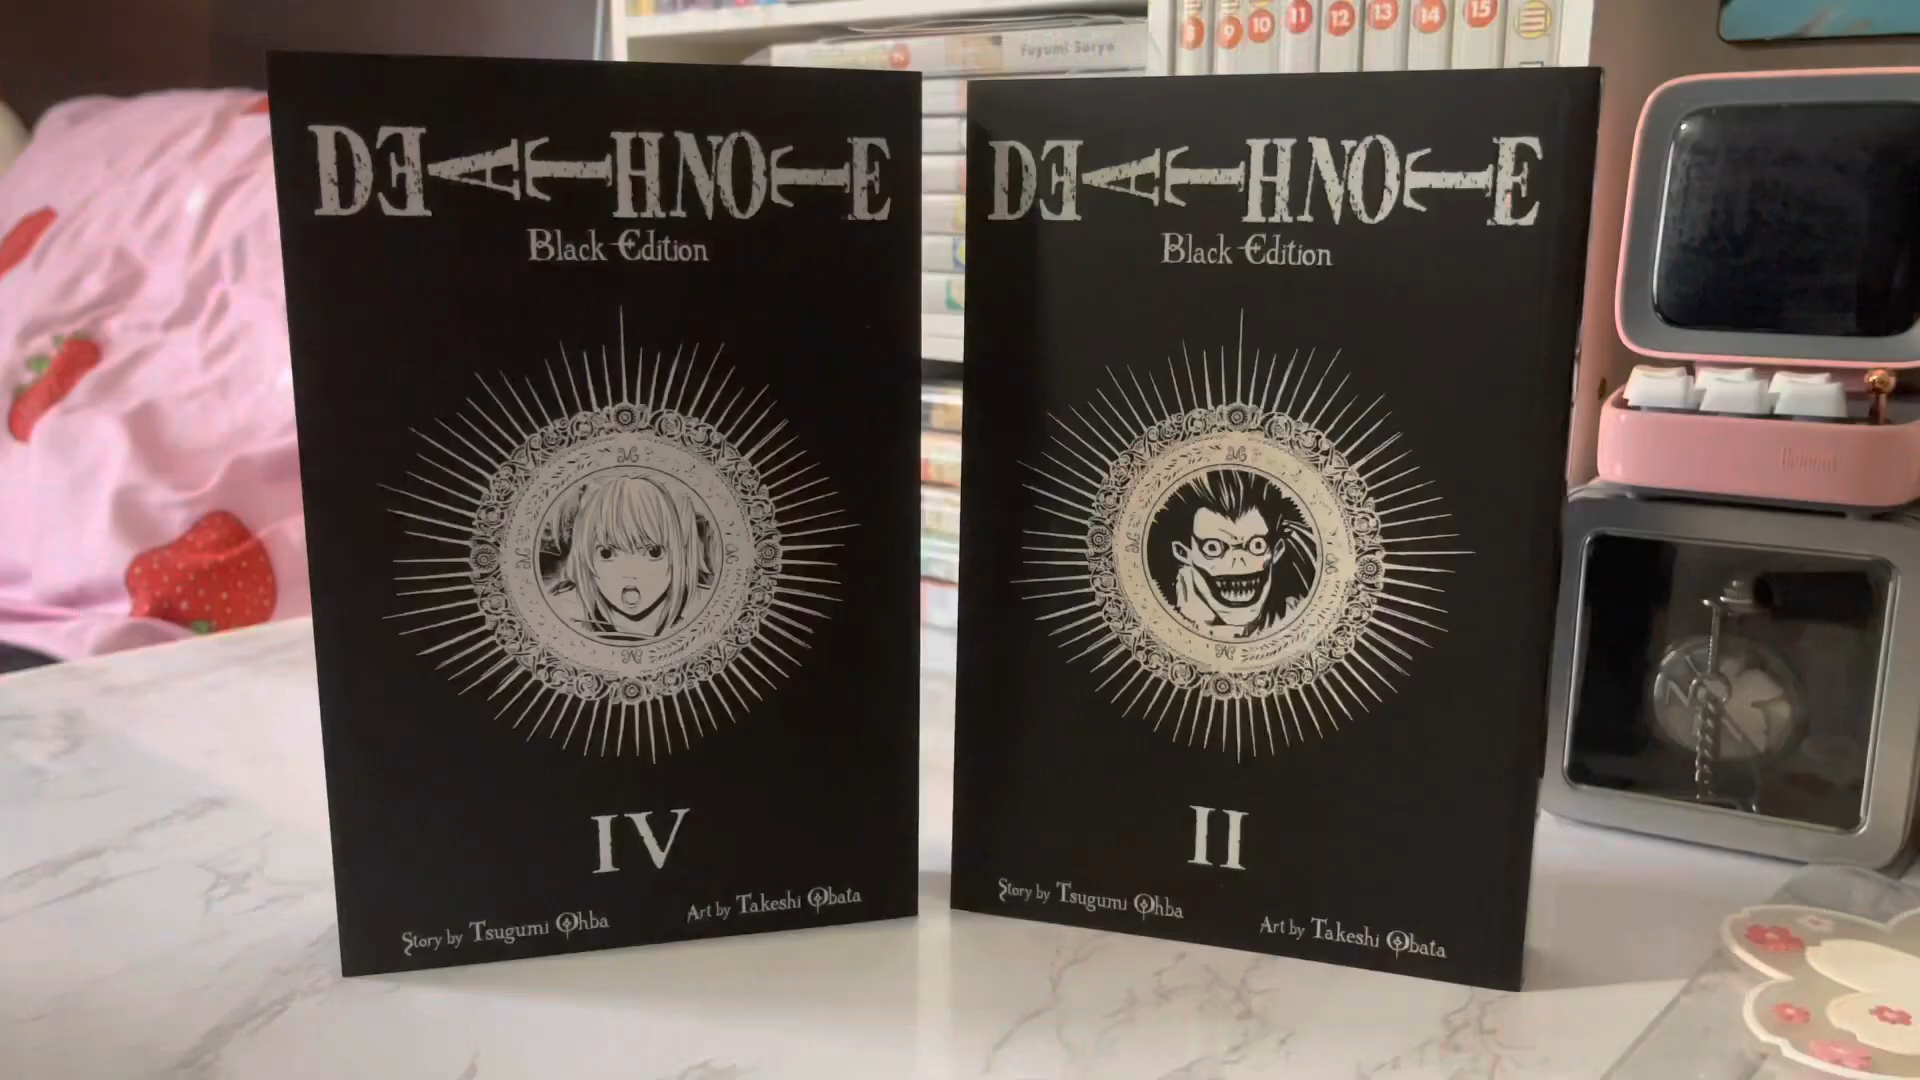 Fuyumi Soryo
8
9
10
11
12
13
14
15
DEATH NOTE
Black Edition
IV
Story by Tsugumi Ohba
Art by Takeshi Obata
DEATH NOTE
Black Edition
II
Story by Tsugumi Ohba
Art by Takeshi Obata